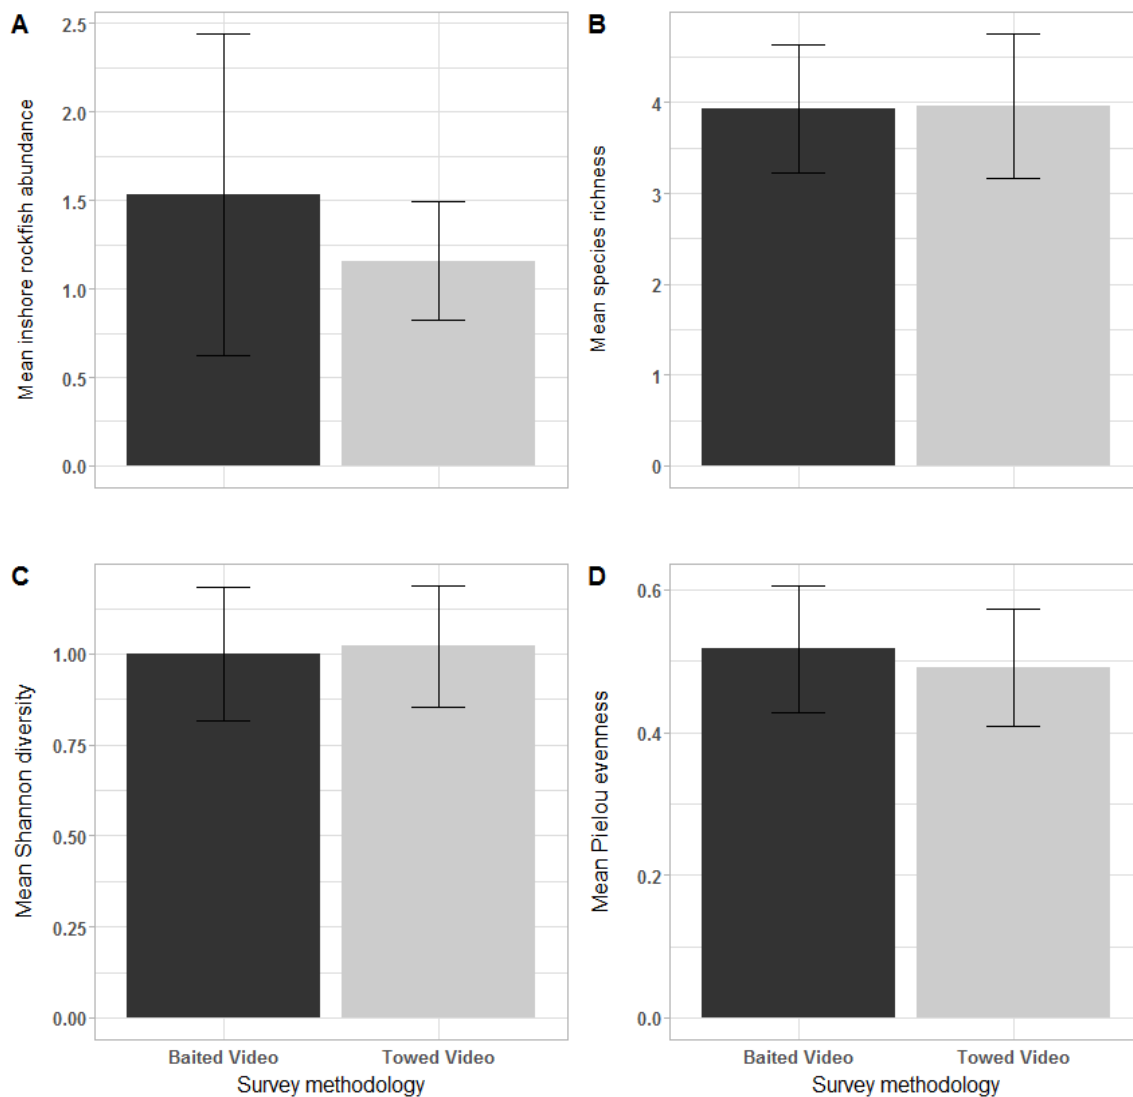 A
Mean inshore rockfish abundance
2.5
2.0
1.5
1.0
0.5
0.0
B
Mean species richness
4
3
2
1
0
C
Mean Shannon diversity
1.00
0.75
0.50
0.25
0.00
Baited Video Towed Video
Survey methodology
D
Mean Pielou evenness
0.6
0.4
0.2
0.0
Baited Video Towed Video
Survey methodology